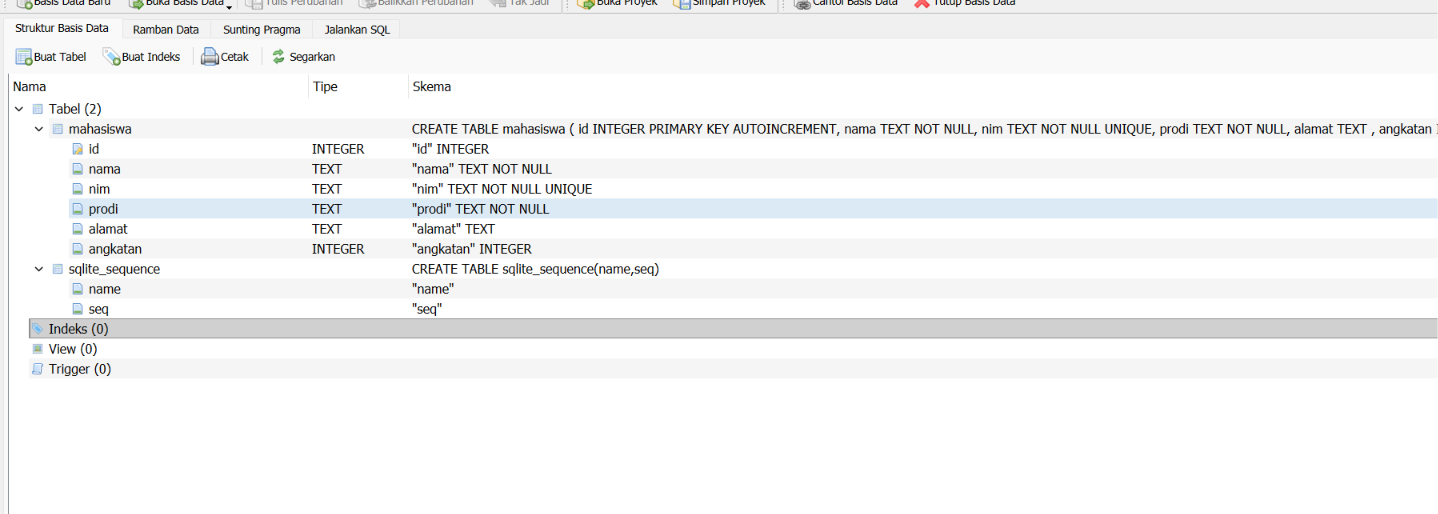 Basis Data Baru Buka Basis Data Tulis Perubahan Balikkan Perubahan Tak Jadi Buka Proyek Simpan Proyek Cantol Basis Data Tutup Basis Data
Struktur Basis Data Ramban Data Sunting Pragma Jalankan SQL
Buat Tabel Buat Indeks Cetak Segarkan
Nama Tipe Skema
Tabel (2)
mahasiswa CREATE TABLE mahasiswa ( id INTEGER PRIMARY KEY AUTOINCREMENT, nama TEXT NOT NULL, nim TEXT NOT NULL UNIQUE, prodi TEXT NOT NULL, alamat TEXT , angkatan
id INTEGER "id" INTEGER
nama TEXT "nama" TEXT NOT NULL
nim TEXT "nim" TEXT NOT NULL UNIQUE
prodi TEXT "prodi" TEXT NOT NULL
alamat TEXT "alamat" TEXT
angkatan INTEGER "angkatan" INTEGER
sqlite_sequence CREATE TABLE sqlite_sequence(name,seq)
name "name"
seq "seq"
Indeks (0)
View (0)
Trigger (0)